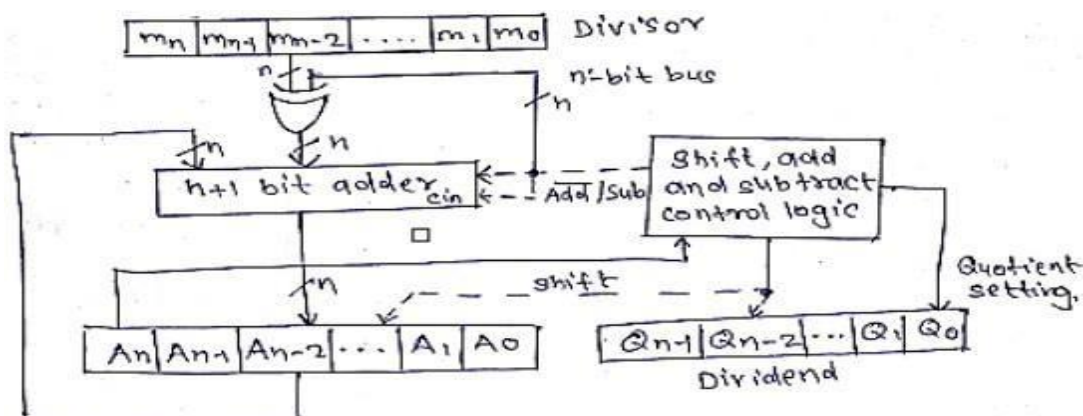 mn mn-1 mn-2 .... m1 m0 Divisor
n
n'-bit bus
n
n
n
n+1 bit adder
cin
Add/Sub
Shift, add
and subtract
control logic
n
Shift
Quotient
setting.
An An-1 An-2 ... A1 A0
Qn-1 Qn-2 ... Q1 Q0
Dividend